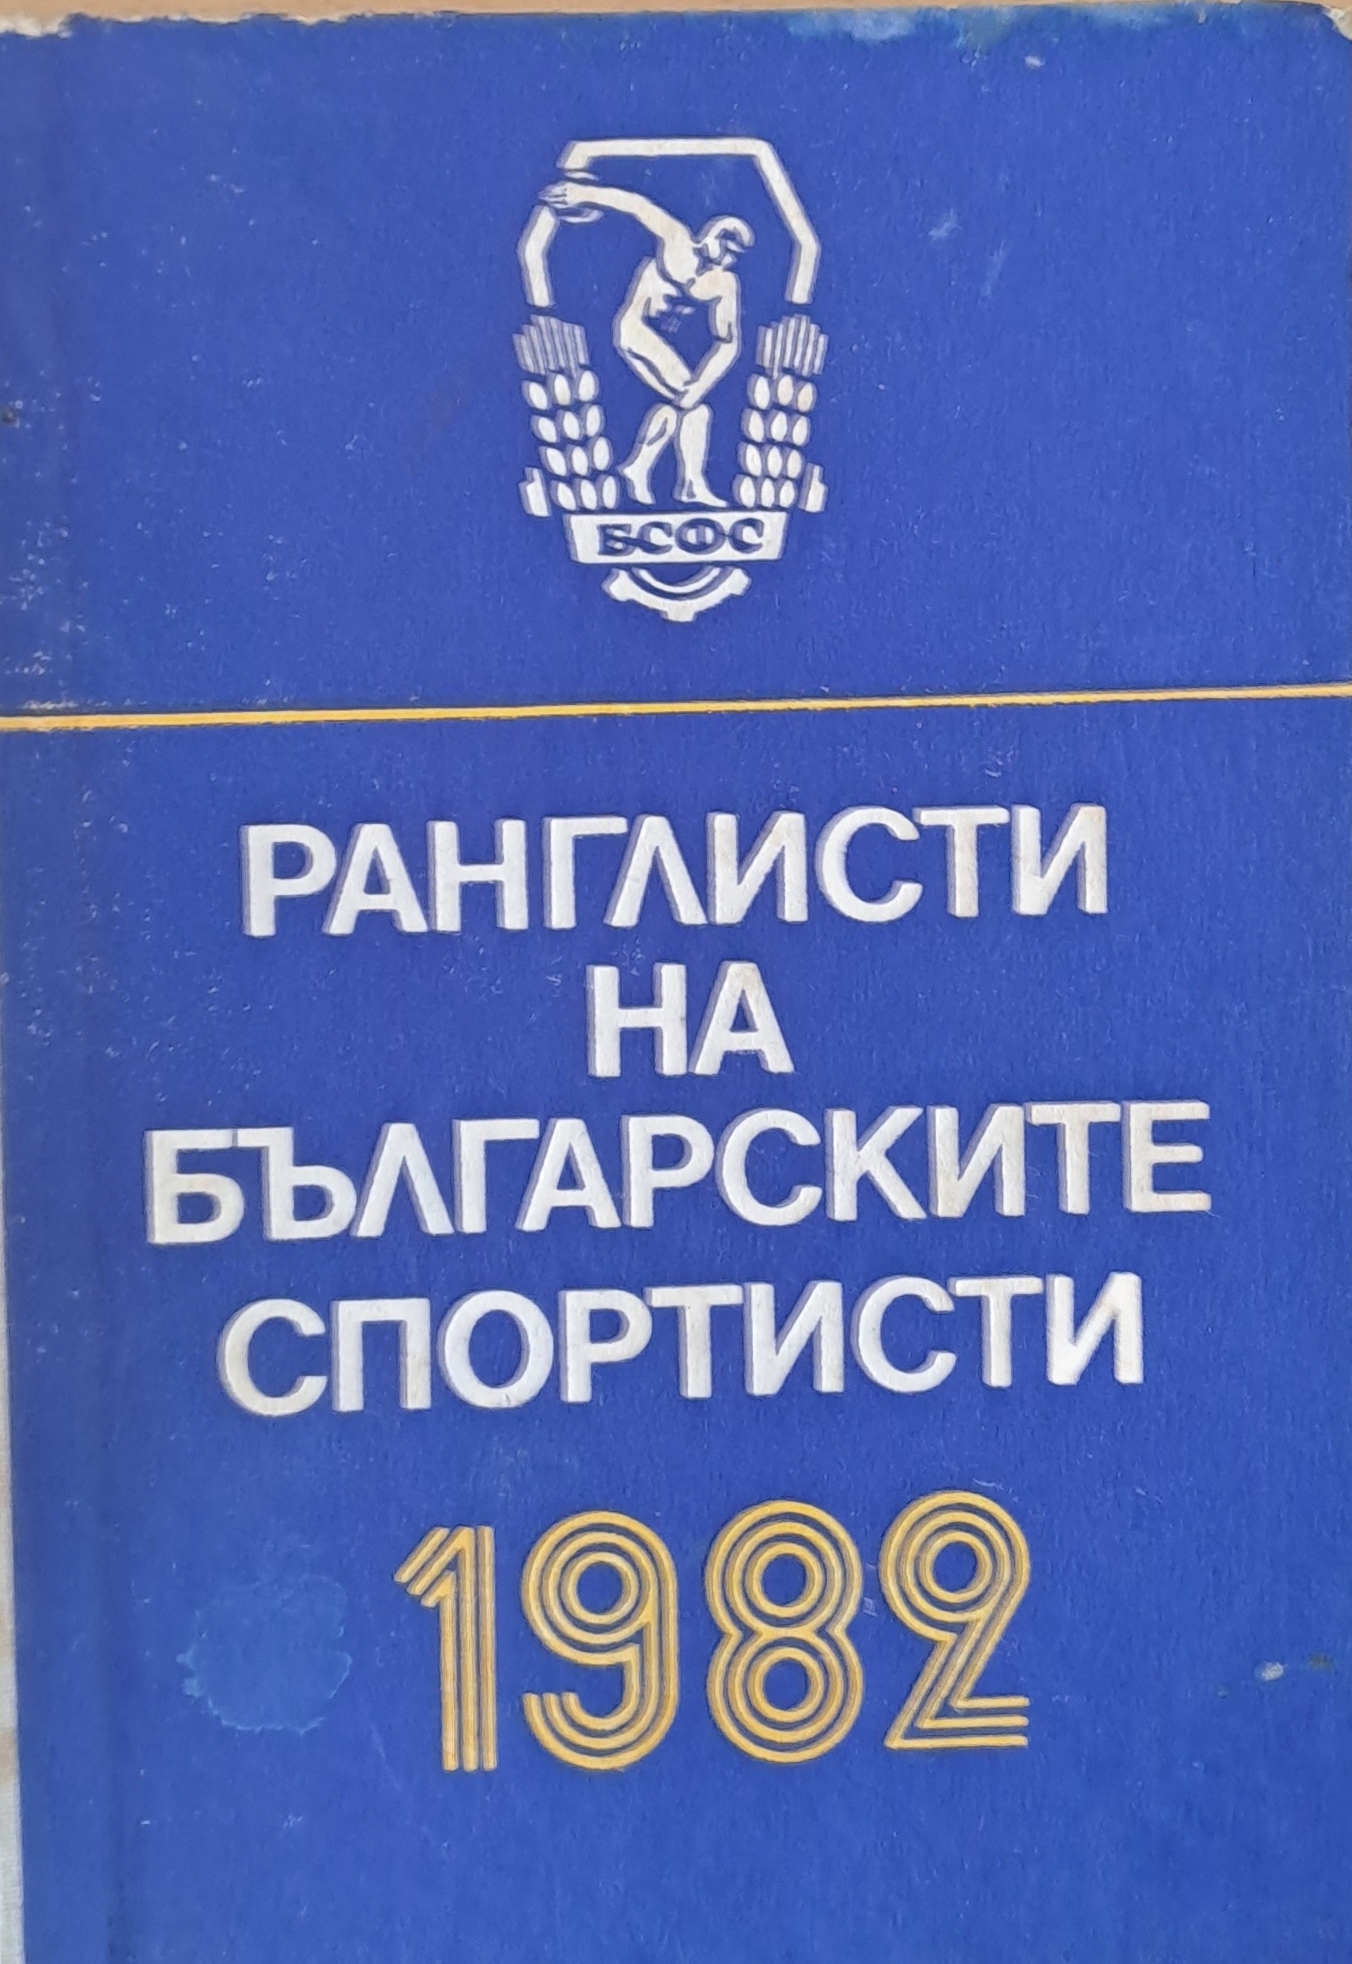 БСФС
РАНГЛИСТИ
НА
БЪЛГАРСКИТЕ
СПОРТИСТИ
1982